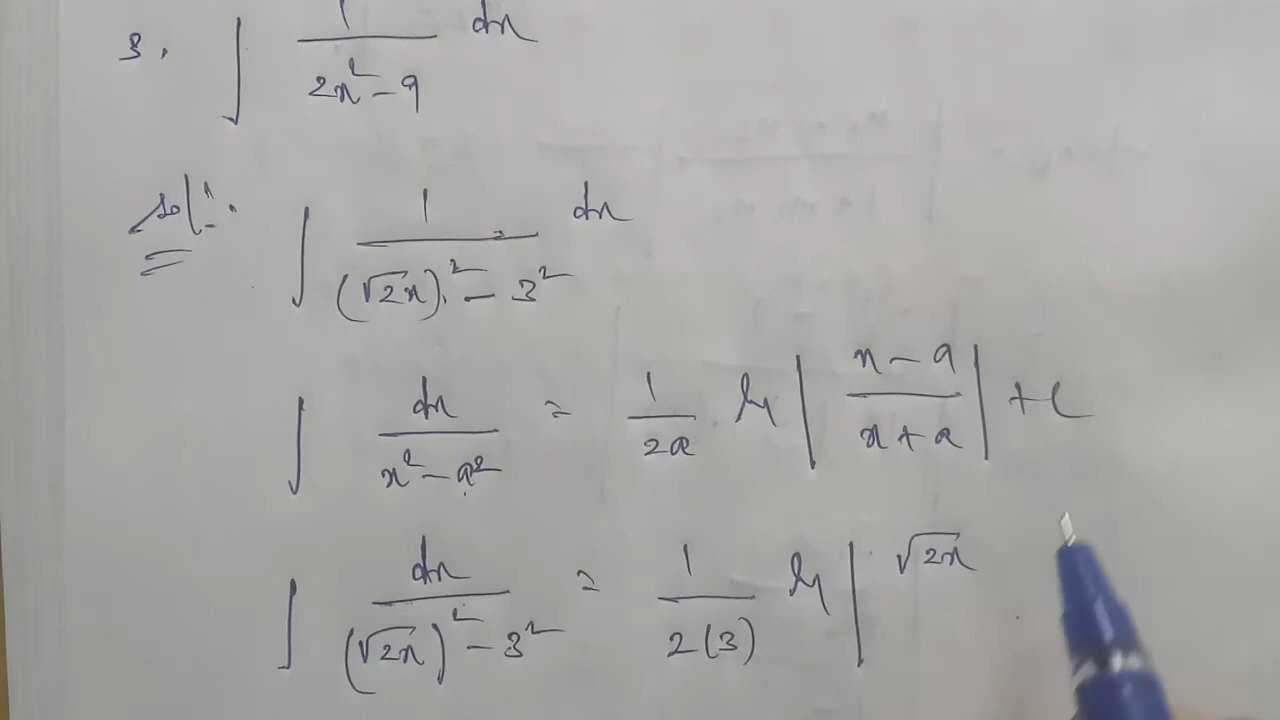 3. ∫ 1/(2x² - 9) dx
Solⁿ:- ∫ 1/((√2x)² - 3²) dx
∫ dx/(x² - a²) = 1/(2a) ln |(x - a)/(x + a)| + c
∫ dx/((√2x)² - 3²) = 1/(2(3)) ln | √2x